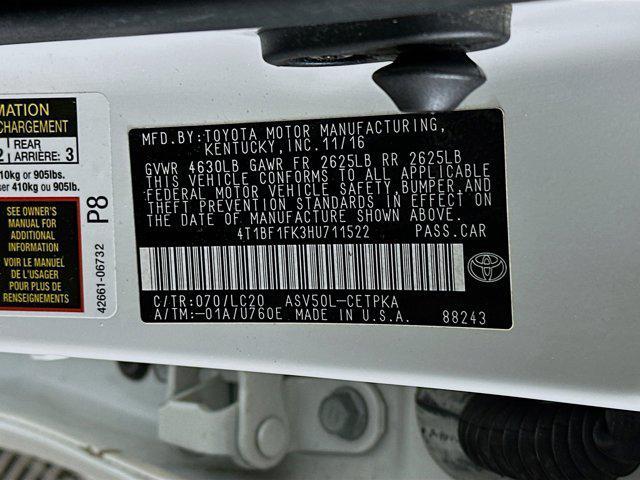 MATION
CHARGEMENT
2 REAR ARRIÈRE: 3
0kg or 905lbs.
ser 410kg ou 905lb.
SEE OWNER'S
MANUAL FOR
ADDITIONAL
INFORMATION
VOIR LE MANUEL
DE L'USAGER
POUR PLUS DE
RENSEIGNEMENTS
P8
42661-06732
MFD.BY:TOYOTA MOTOR MANUFACTURING,
KENTUCKY,INC.11/16
GVWR 4630LB GAWR FR 2625LB RR 2625LB
THIS VEHICLE CONFORMS TO ALL APPLICABLE
FEDERAL MOTOR VEHICLE SAFETY,BUMPER,AND
THEFT PREVENTION STANDARDS IN EFFECT ON
THE DATE OF MANUFACTURE SHOWN ABOVE.
4T1BF1FK3HU711522 PASS.CAR
C/TR:070/LC20 ASV50L-CETPKA
A/TM:-01A/U760E MADE IN U.S.A. 88243